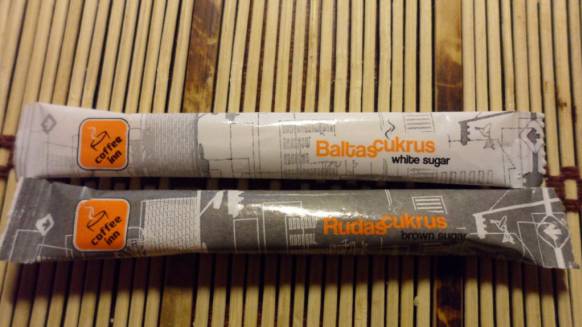 coffee
inn
Baltas cukrus
white sugar
coffee
inn
Rudas cukrus
brown sugar